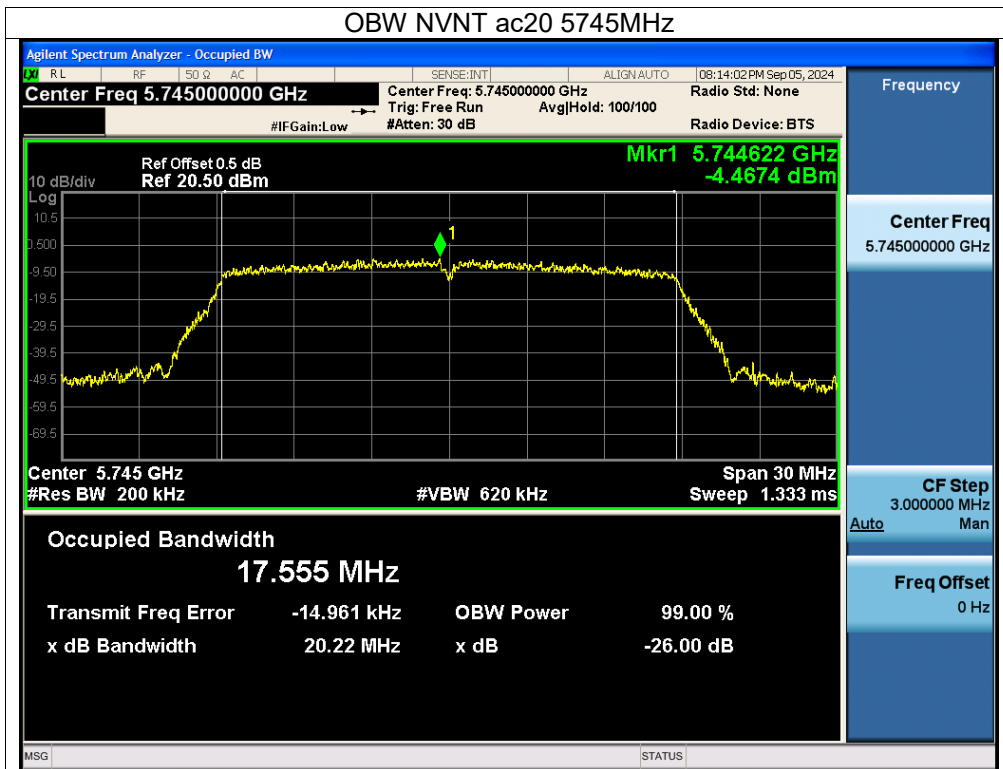 OBW NVNT ac20 5745MHz
Agilent Spectrum Analyzer - Occupied BW
LXI RL RF 50 Ω AC SENSE:INT ALIGN AUTO 08:14:02 PM Sep 05, 2024
Center Freq 5.745000000 GHz
Center Freq: 5.745000000 GHz Radio Std: None
Trig: Free Run Avg|Hold: 100/100
#IFGain:Low #Atten: 30 dB Radio Device: BTS
Frequency
Ref Offset 0.5 dB Mkr1 5.744622 GHz
10 dB/div Ref 20.50 dBm -4.4674 dBm
Log
10.5
0.500
-9.50
-19.5
-29.5
-39.5
-49.5
-59.5
-69.5
1
Center 5.745 GHz Span 30 MHz
#Res BW 200 kHz #VBW 620 kHz Sweep 1.333 ms
Center Freq
5.745000000 GHz
CF Step
3.000000 MHz
Auto Man
Freq Offset
0 Hz
Occupied Bandwidth
17.555 MHz
Transmit Freq Error -14.961 kHz OBW Power 99.00 %
x dB Bandwidth 20.22 MHz x dB -26.00 dB
MSG STATUS